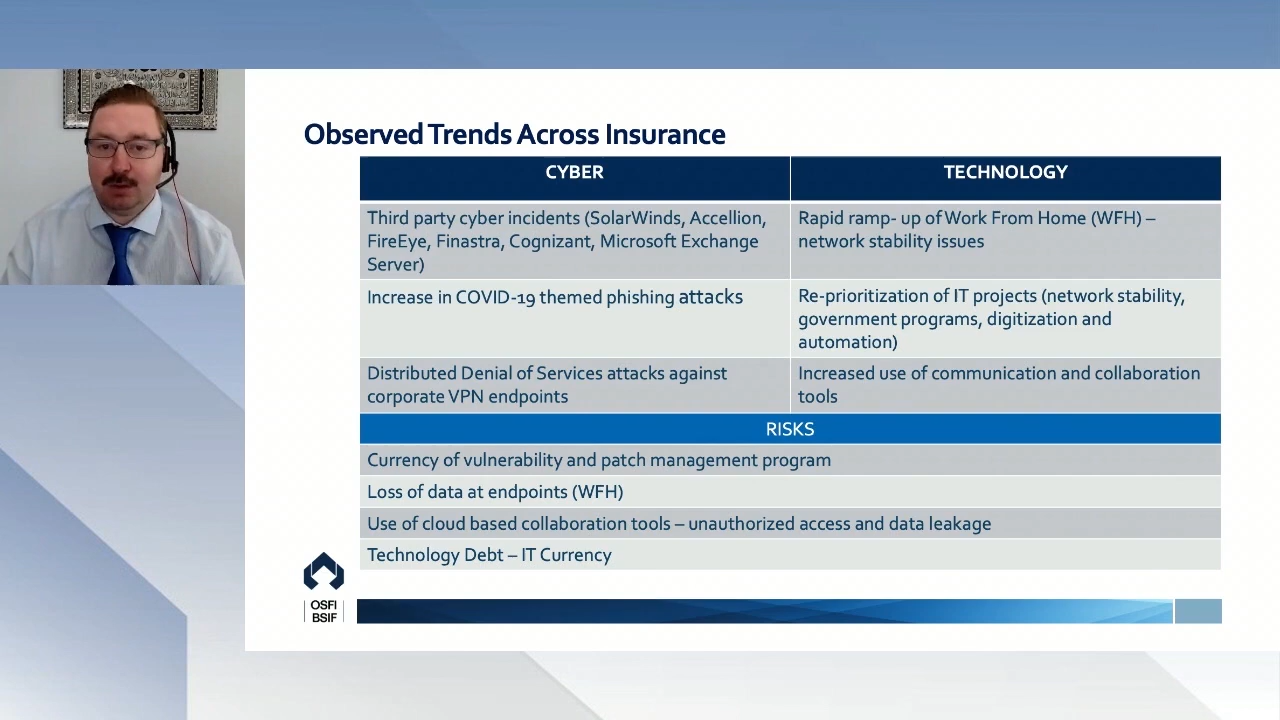 Observed Trends Across Insurance
CYBER
TECHNOLOGY
Third party cyber incidents (SolarWinds, Accellion,
FireEye, Finastra, Cognizant, Microsoft Exchange
Server)
Rapid ramp- up of Work From Home (WFH) –
network stability issues
Increase in COVID-19 themed phishing attacks
Re-prioritization of IT projects (network stability,
government programs, digitization and
automation)
Distributed Denial of Services attacks against
corporate VPN endpoints
Increased use of communication and collaboration
tools
RISKS
Currency of vulnerability and patch management program
Loss of data at endpoints (WFH)
Use of cloud based collaboration tools – unauthorized access and data leakage
Technology Debt – IT Currency
OSFI
BSIF